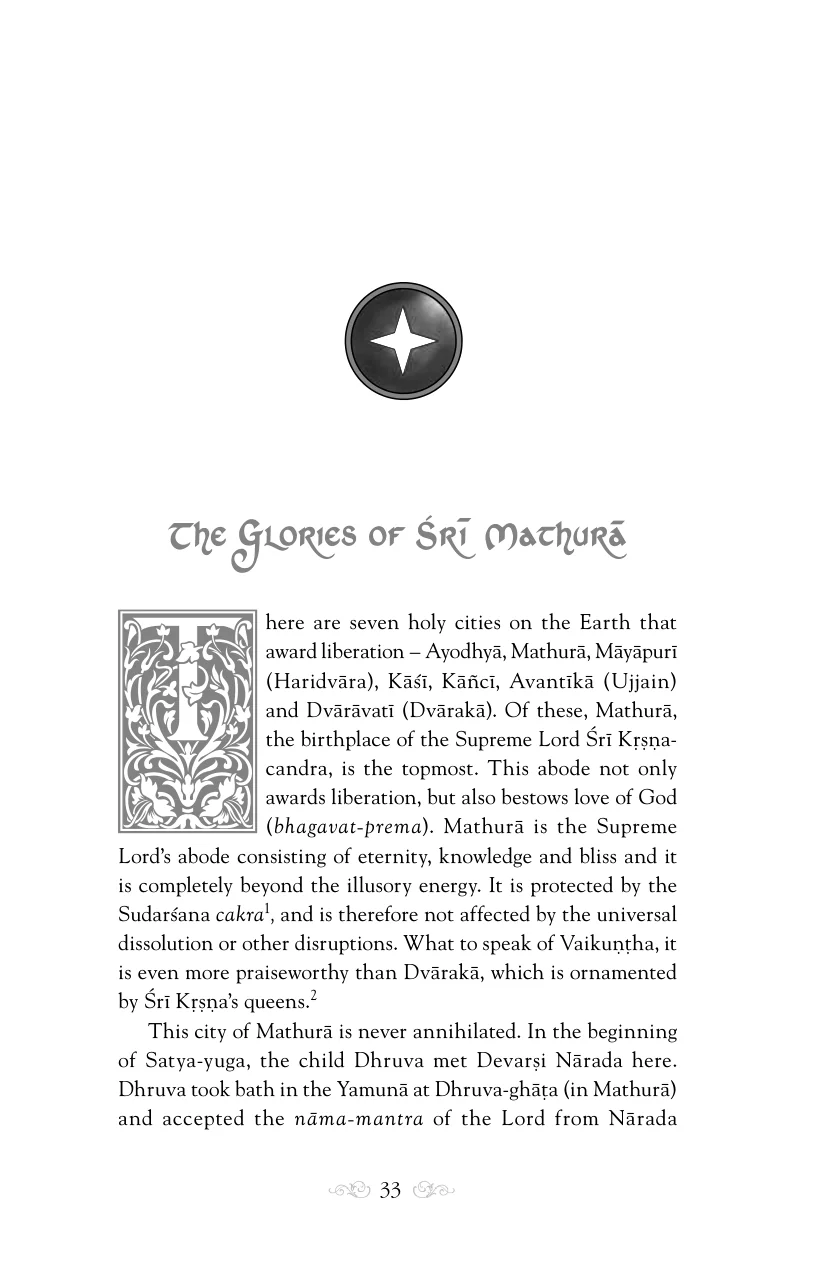 The Glories of Śrī Mathurā
There are seven holy cities on the Earth that
award liberation – Ayodhyā, Mathurā, Māyāpurī
(Haridvāra), Kāśī, Kāñcī, Avantīkā (Ujjain)
and Dvārāvatī (Dvārakā). Of these, Mathurā,
the birthplace of the Supreme Lord Śrī Kṛṣṇa-
candra, is the topmost. This abode not only
awards liberation, but also bestows love of God
(bhagavat-prema). Mathurā is the Supreme
Lord’s abode consisting of eternity, knowledge and bliss and it
is completely beyond the illusory energy. It is protected by the
Sudarśana cakra¹, and is therefore not affected by the universal
dissolution or other disruptions. What to speak of Vaikuṇṭha, it
is even more praiseworthy than Dvārakā, which is ornamented
by Śrī Kṛṣṇa’s queens.²
This city of Mathurā is never annihilated. In the beginning
of Satya-yuga, the child Dhruva met Devarṣi Nārada here.
Dhruva took bath in the Yamunā at Dhruva-ghāṭa (in Mathurā)
and accepted the nāma-mantra of the Lord from Nārada
33